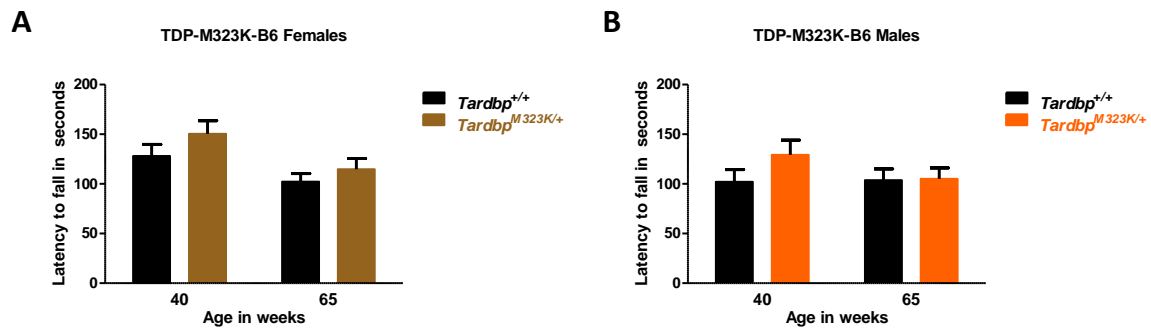 A
TDP-M323K-B6 Females
Latency to fall in seconds
200
150
100
50
0
40
65
Age in weeks
Tardbp+/+
TardbpM323K/+
B
TDP-M323K-B6 Males
Latency to fall in seconds
200
150
100
50
0
40
65
Age in weeks
Tardbp+/+
TardbpM323K/+